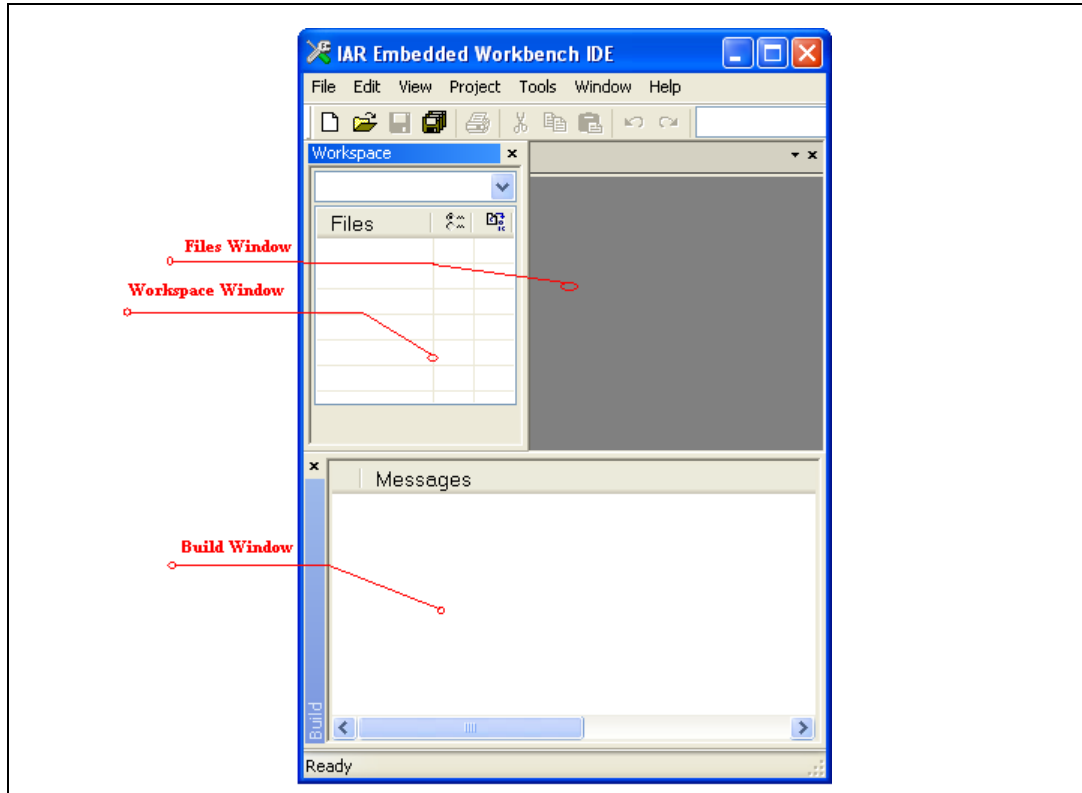 IAR Embedded Workbench IDE
File Edit View Project Tools Window Help
Workspace
Files
Files Window
Workspace Window
Messages
Build Window
Build
Ready